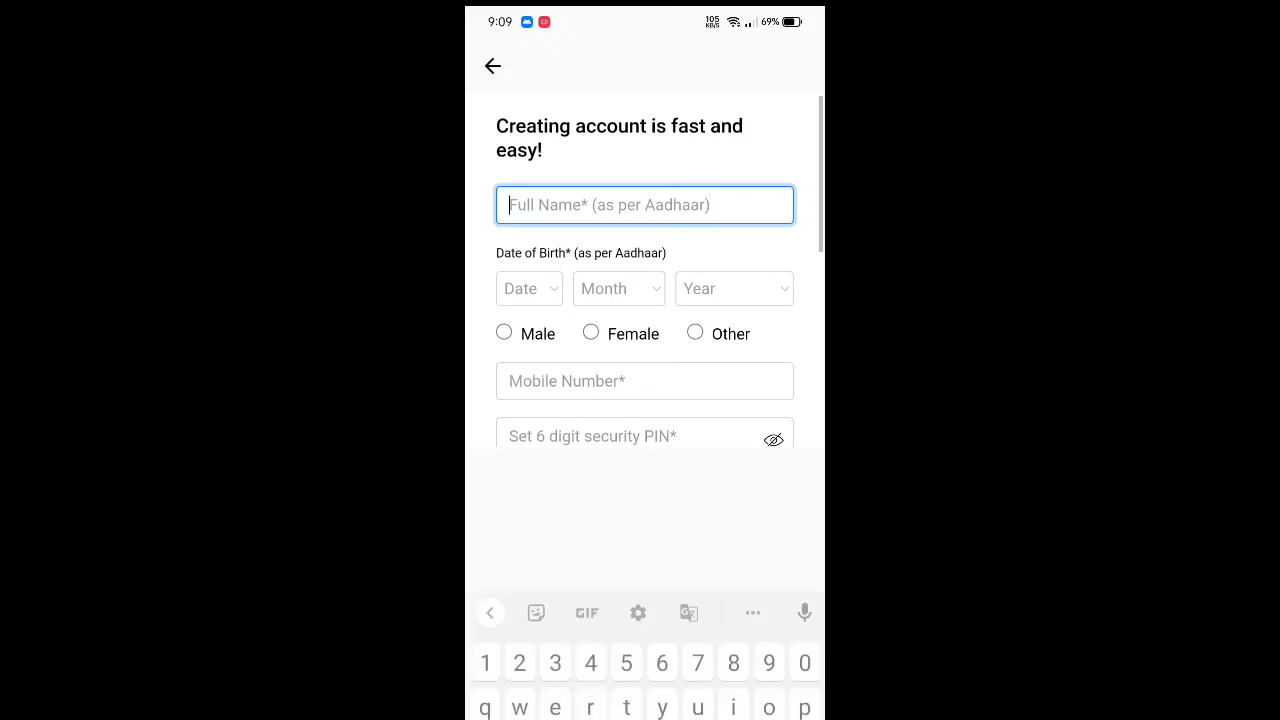 9:09 105 KB/S 69%
Creating account is fast and
easy!
Full Name* (as per Aadhaar)
Date of Birth* (as per Aadhaar)
Date Month Year
Male Female Other
Mobile Number*
Set 6 digit security PIN*
GIF
1 2 3 4 5 6 7 8 9 0
q w e r t y u i o p